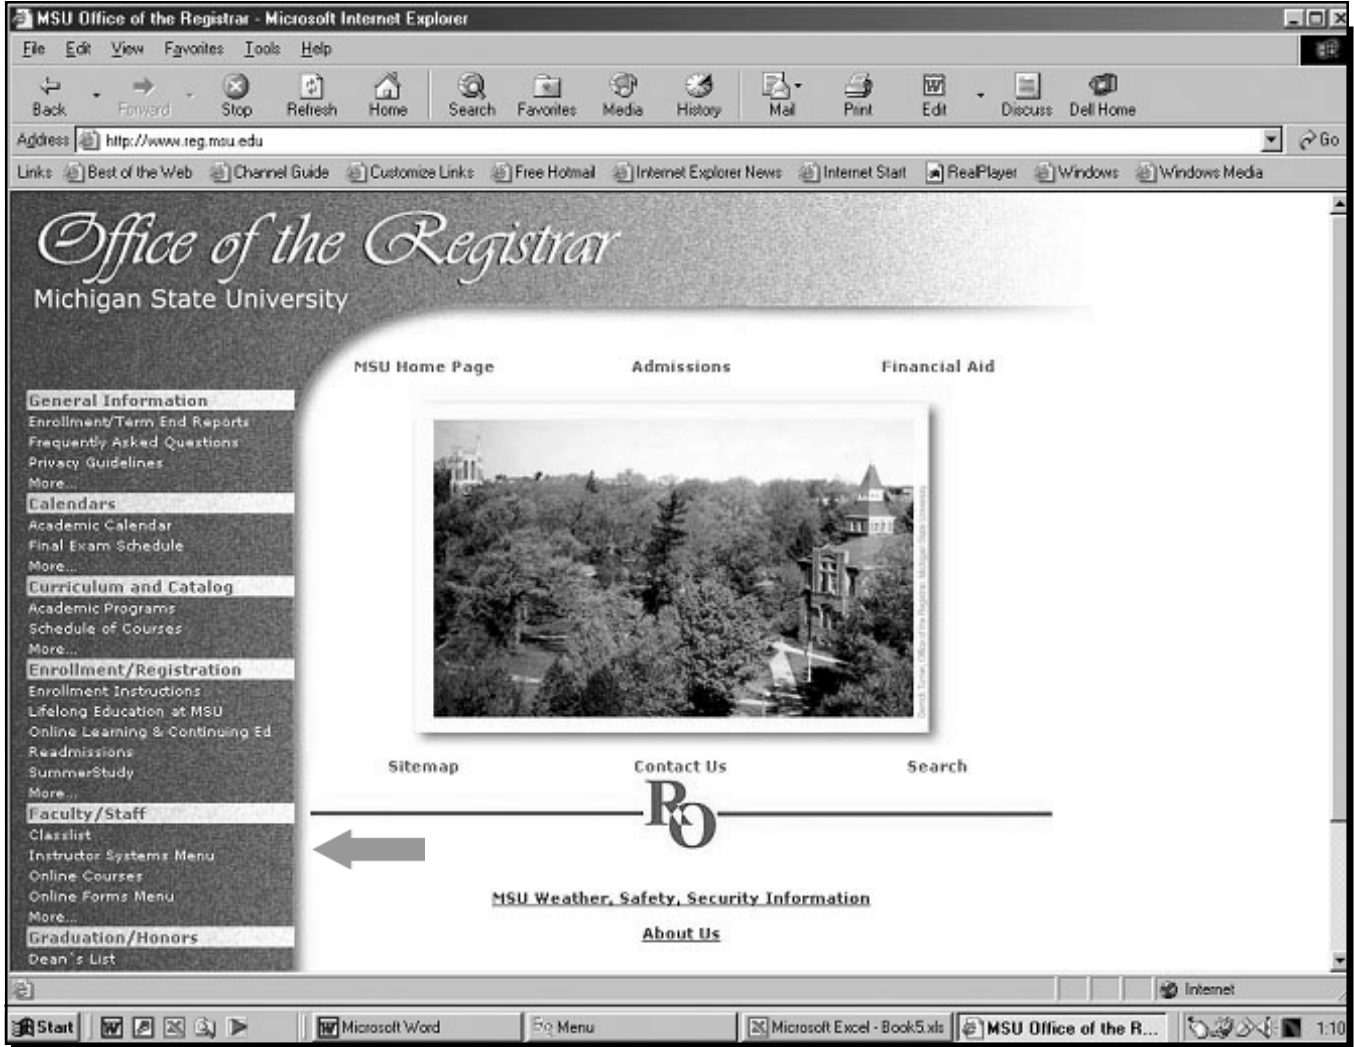 MSU Office of the Registrar - Microsoft Internet Explorer
File Edit View Favorites Tools Help
Back Forward Stop Refresh Home Search Favorites Media History Mail Print Edit Discuss Dell Home
Address http://www.reg.msu.edu Go
Links Best of the Web Channel Guide Customize Links Free Hotmail Internet Explorer News Internet Start RealPlayer Windows Windows Media
Office of the Registrar
Michigan State University
MSU Home Page Admissions Financial Aid
General Information
Enrollment/Term End Reports
Frequently Asked Questions
Privacy Guidelines
More...
Calendars
Academic Calendar
Final Exam Schedule
More...
Curriculum and Catalog
Academic Programs
Schedule of Courses
More...
Enrollment/Registration
Enrollment Instructions
Lifelong Education at MSU
Online Learning & Continuing Ed
Readmissions
SummerStudy
More...
Faculty/Staff
Classlist
Instructor Systems Menu
Online Courses
Online Forms Menu
More...
Graduation/Honors
Dean`s List
Sitemap Contact Us Search
RO
MSU Weather, Safety, Security Information
About Us
Internet
Start Microsoft Word Menu Microsoft Excel - Book5.xls MSU Office of the R... 1:10